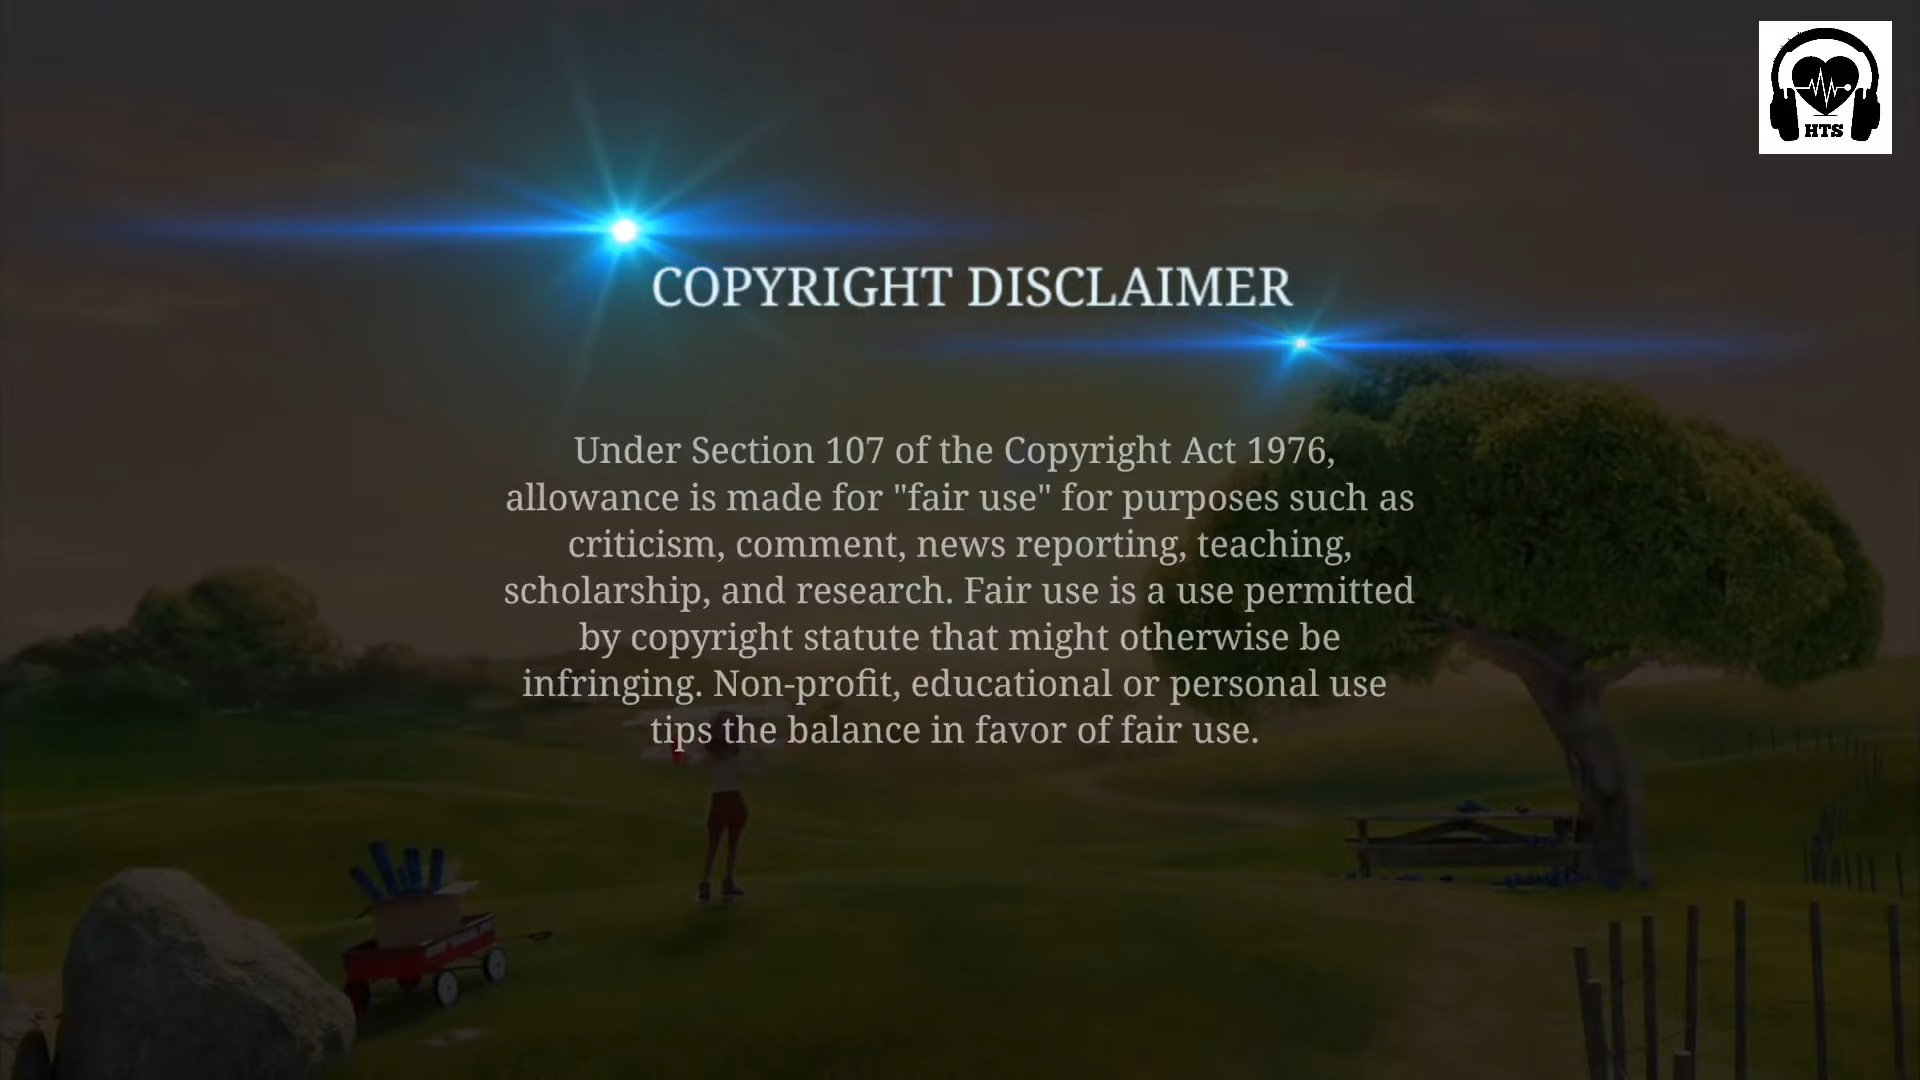 HTS
COPYRIGHT DISCLAIMER
Under Section 107 of the Copyright Act 1976,
allowance is made for "fair use" for purposes such as
criticism, comment, news reporting, teaching,
scholarship, and research. Fair use is a use permitted
by copyright statute that might otherwise be
infringing. Non-profit, educational or personal use
tips the balance in favor of fair use.